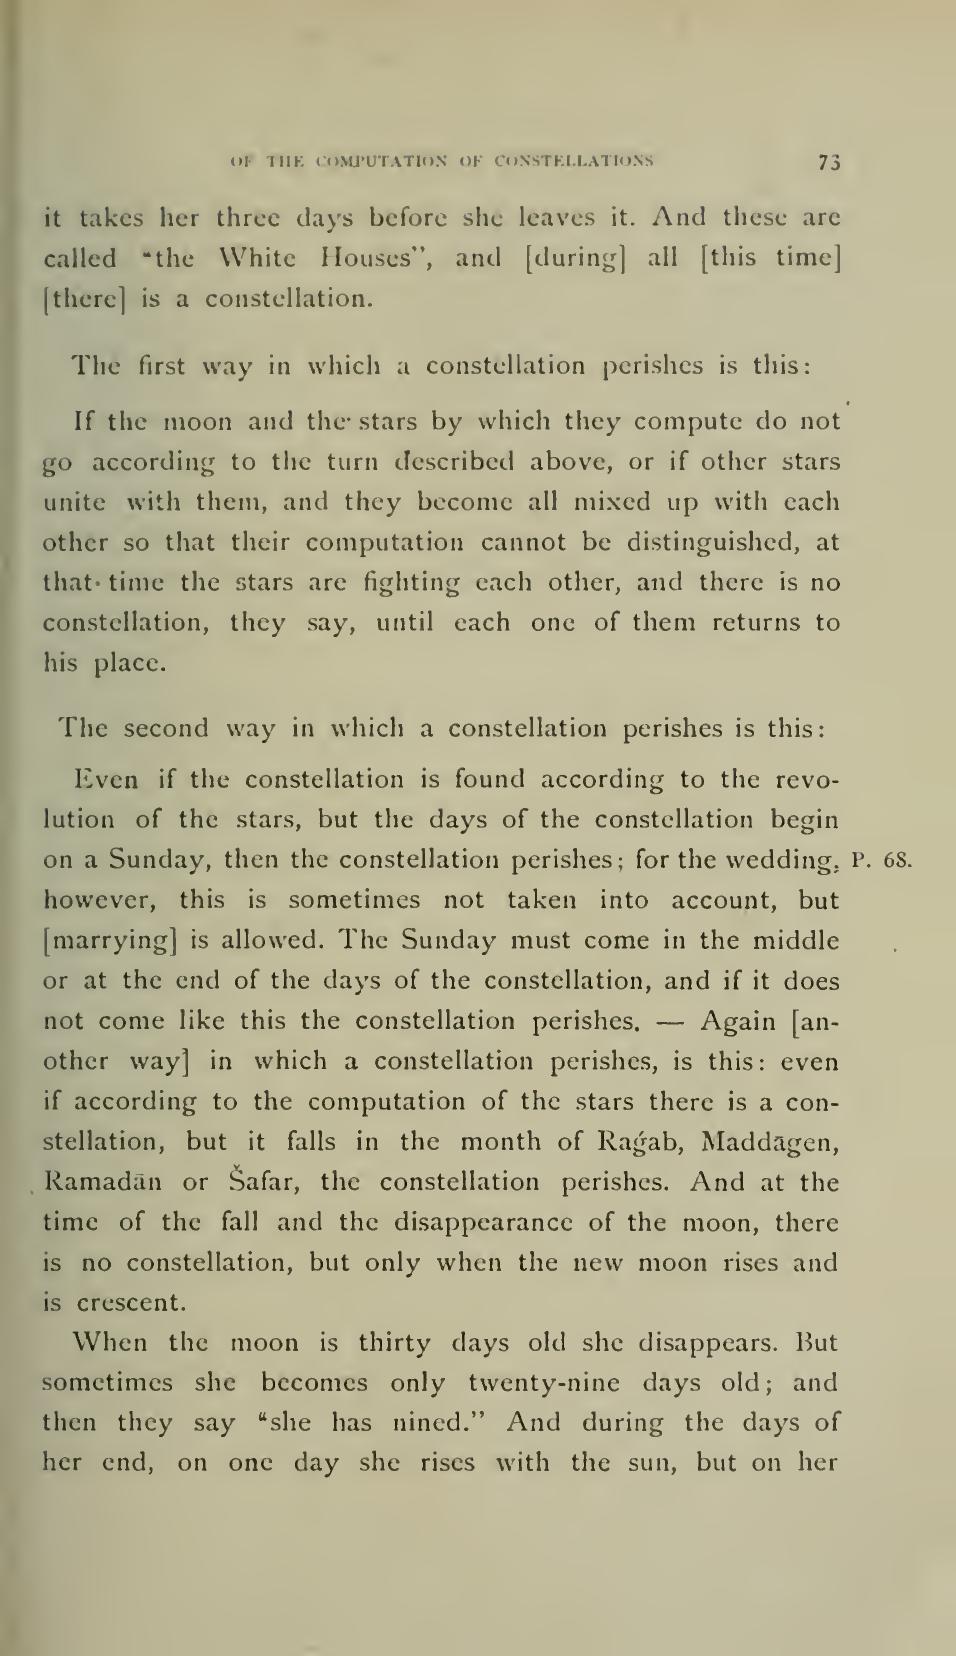 OF THE COMPUTATION OF CONSTELLATIONS 73
it takes her three days before she leaves it. And these are
called “the White Houses”, and [during] all [this time]
[there] is a constellation.
The first way in which a constellation perishes is this:
If the moon and the stars by which they compute do not
go according to the turn described above, or if other stars
unite with them, and they become all mixed up with each
other so that their computation cannot be distinguished, at
that time the stars are fighting each other, and there is no
constellation, they say, until each one of them returns to
his place.
The second way in which a constellation perishes is this:
Even if the constellation is found according to the revo-
lution of the stars, but the days of the constellation begin
on a Sunday, then the constellation perishes; for the wedding, P. 68.
however, this is sometimes not taken into account, but
[marrying] is allowed. The Sunday must come in the middle
or at the end of the days of the constellation, and if it does
not come like this the constellation perishes. — Again [an-
other way] in which a constellation perishes, is this: even
if according to the computation of the stars there is a con-
stellation, but it falls in the month of Raǵab, Maddāgen,
Ramadān or Šafar, the constellation perishes. And at the
time of the fall and the disappearance of the moon, there
is no constellation, but only when the new moon rises and
is crescent.
When the moon is thirty days old she disappears. But
sometimes she becomes only twenty-nine days old; and
then they say “she has nined.” And during the days of
her end, on one day she rises with the sun, but on her